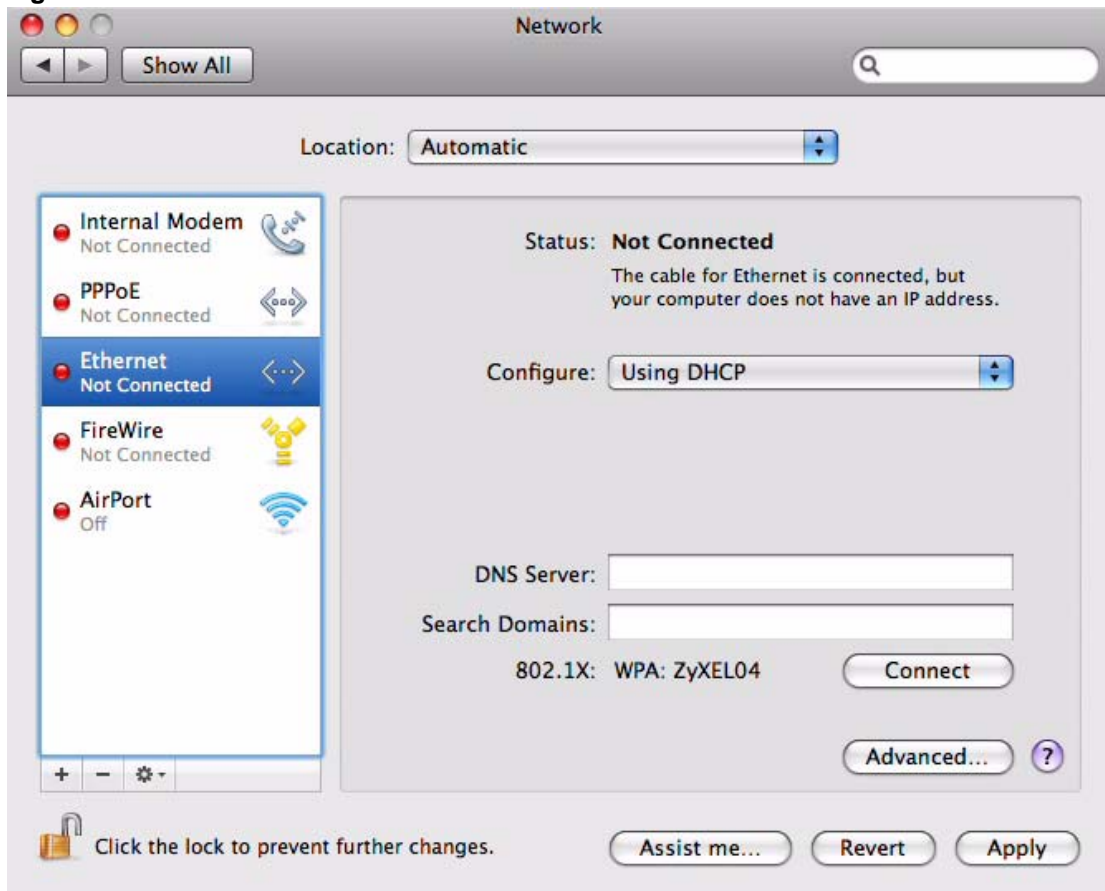 Network
Show All
Location: Automatic
Internal Modem
Not Connected
PPPoE
Not Connected
Ethernet
Not Connected
FireWire
Not Connected
AirPort
Off
Status: Not Connected
The cable for Ethernet is connected, but
your computer does not have an IP address.
Configure: Using DHCP
DNS Server:
Search Domains:
802.1X: WPA: ZyXEL04 Connect
Advanced... ?
Click the lock to prevent further changes.
Assist me... Revert Apply